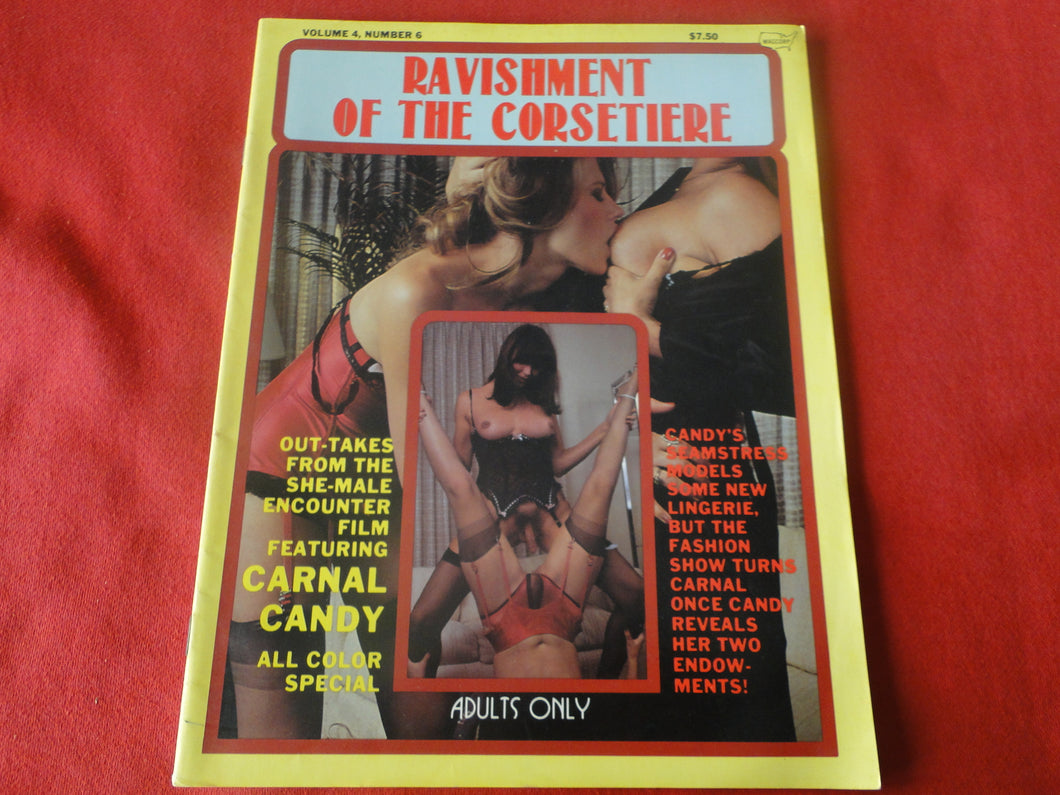 VOLUME 4, NUMBER 6
$7.50
MAGCORP
RAVISHMENT
OF THE CORSETIERE
OUT-TAKES
FROM THE
SHE-MALE
ENCOUNTER
FILM
FEATURING
CARNAL
CANDY
ALL COLOR
SPECIAL
CANDY'S
SEAMSTRESS
MODELS
SOME NEW
LINGERIE,
BUT THE
FASHION
SHOW TURNS
CARNAL
ONCE CANDY
REVEALS
HER TWO
ENDOW-
MENTS!
ADULTS ONLY